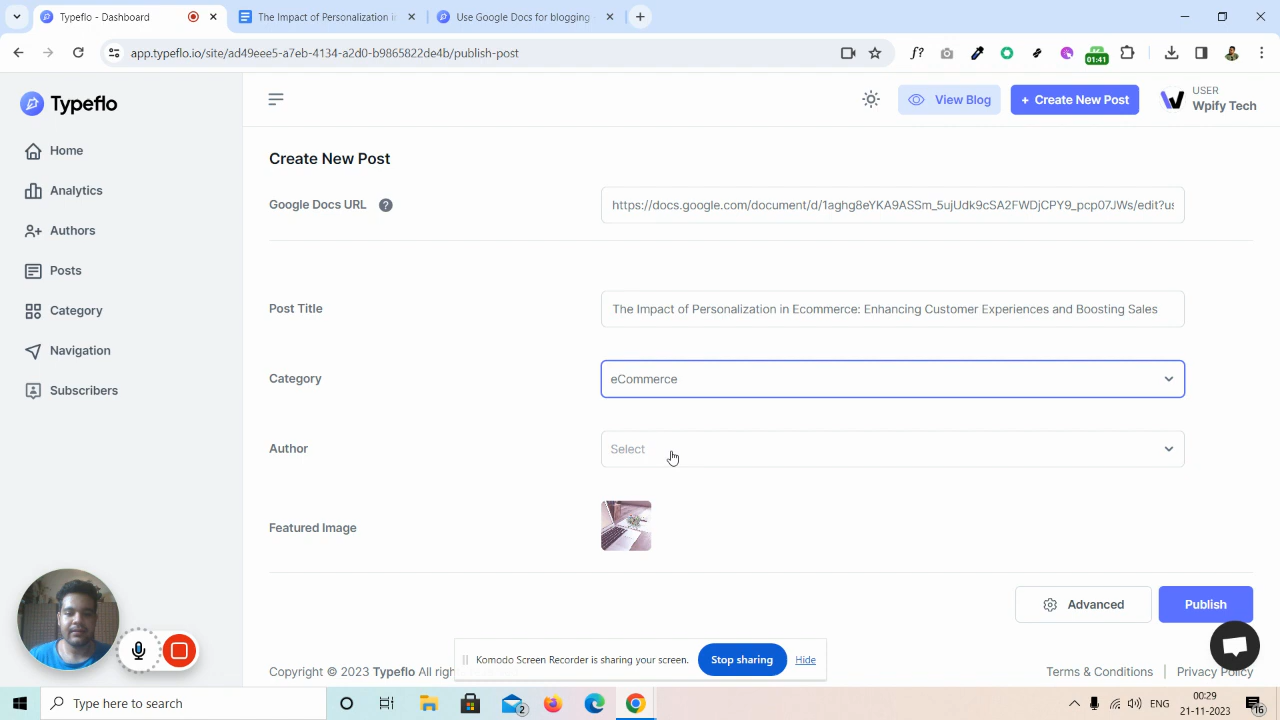 Typeflo - Dashboard
The Impact of Personalization i
Use Google Docs for blogging
app.typeflo.io/site/ad49eee5-a7eb-4134-a2d0-b9865822de4b/publish-post
f?
01:41
Typeflo
View Blog
+ Create New Post
USER
Wpify Tech
Home
Analytics
Authors
Posts
Category
Navigation
Subscribers
Create New Post
Google Docs URL ?
https://docs.google.com/document/d/1aghg8eYKA9ASSm_5ujUdk9cSA2FWDjCPY9_pcp07JWs/edit?us
Post Title
The Impact of Personalization in Ecommerce: Enhancing Customer Experiences and Boosting Sales
Category
eCommerce
Author
Select
Featured Image
Advanced
Publish
Komodo Screen Recorder is sharing your screen.
Stop sharing
Hide
Copyright © 2023 Typeflo All rig
Terms & Conditions | Privacy Policy
Type here to search
2
ENG
00:29
21-11-2023
16